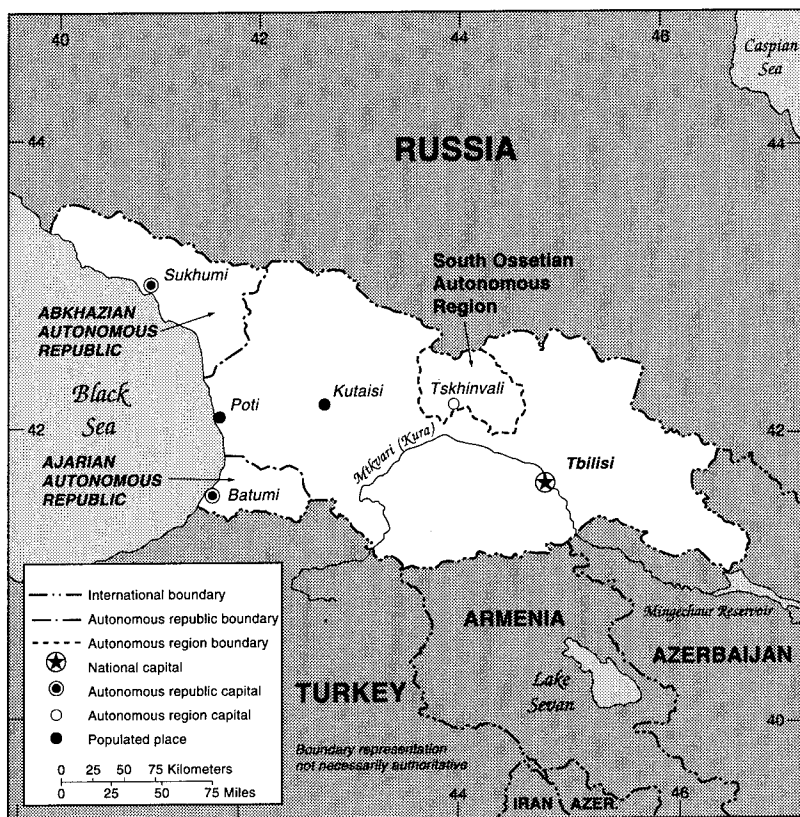 40
42
44
46
Caspian
Sea
44
44
RUSSIA
South Ossetian
Autonomous
Region
Sukhumi
ABKHAZIAN
AUTONOMOUS
REPUBLIC
Black
Sea
Poti
Kutaisi
Tskhinvali
42
42
Mtkvari (Kura)
Tbilisi
AJARIAN
AUTONOMOUS
REPUBLIC
Batumi
International boundary
Autonomous republic boundary
Autonomous region boundary
National capital
Autonomous republic capital
Autonomous region capital
Populated place
0 25 50 75 Kilometers
0 25 50 75 Miles
ARMENIA
Mingechaur Reservoir
AZERBAIJAN
TURKEY
Lake
Sevan
40
Boundary representation
not necessarily authoritative
44
IRAN
AZER.
46